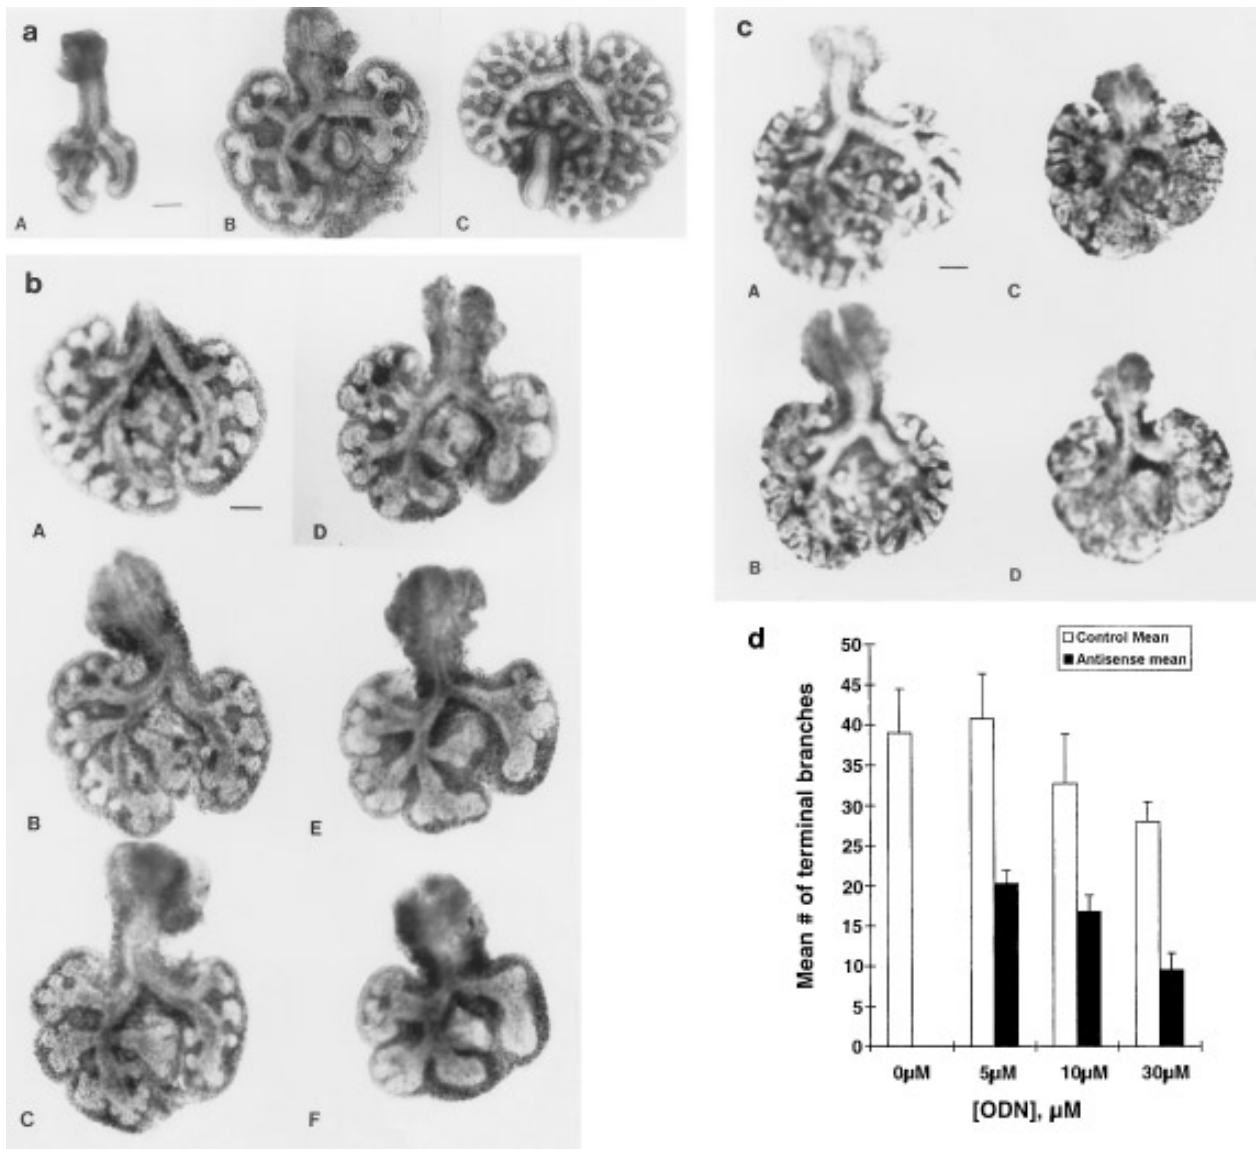 a
A
B
C
b
A
D
B
E
C
F
c
A
C
B
D
d
Control Mean
Antisense mean
Mean # of terminal branches
50
45
40
35
30
25
20
15
10
5
0
0µM
5µM
10µM
30µM
[ODN], µM